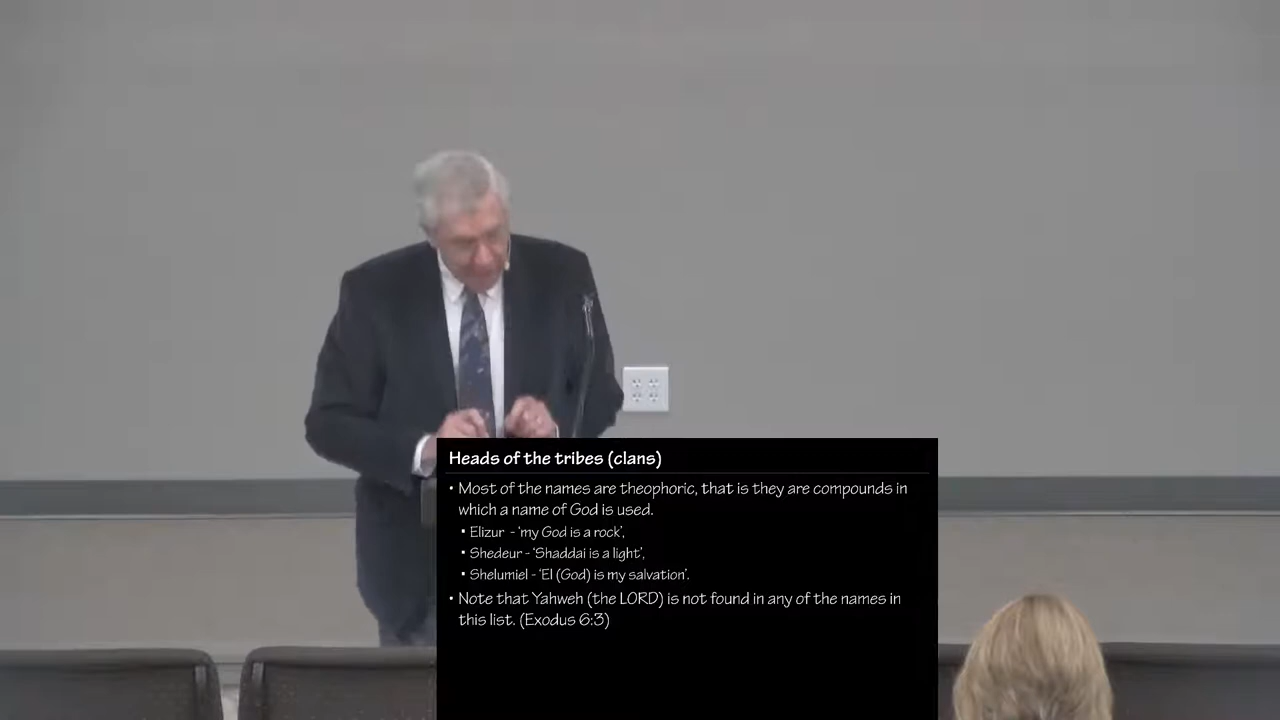 Heads of the tribes (clans)
• Most of the names are theophoric, that is they are compounds in
which a name of God is used.
▪ Elizur - 'my God is a rock',
▪ Shedeur - 'Shaddai is a light',
▪ Shelumiel - 'El (God) is my salvation'.
• Note that Yahweh (the LORD) is not found in any of the names in
this list. (Exodus 6:3)